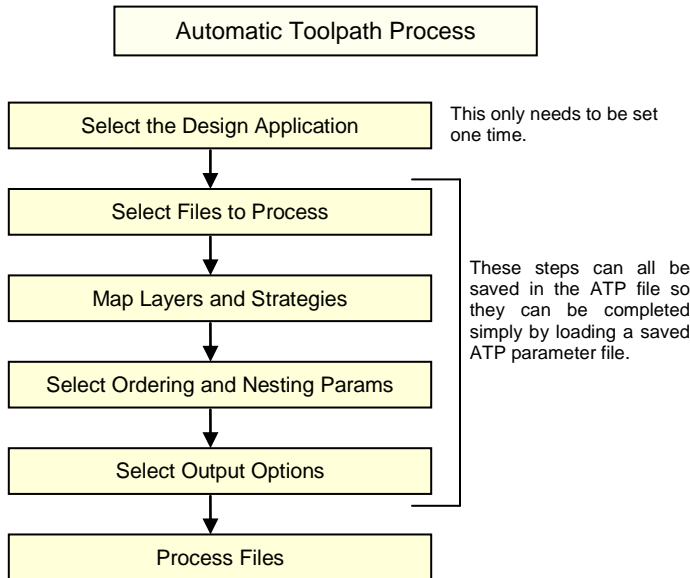 Automatic Toolpath Process
Select the Design Application
This only needs to be set
one time.
Select Files to Process
Map Layers and Strategies
These steps can all be
saved in the ATP file so
they can be completed
simply by loading a saved
ATP parameter file.
Select Ordering and Nesting Params
Select Output Options
Process Files